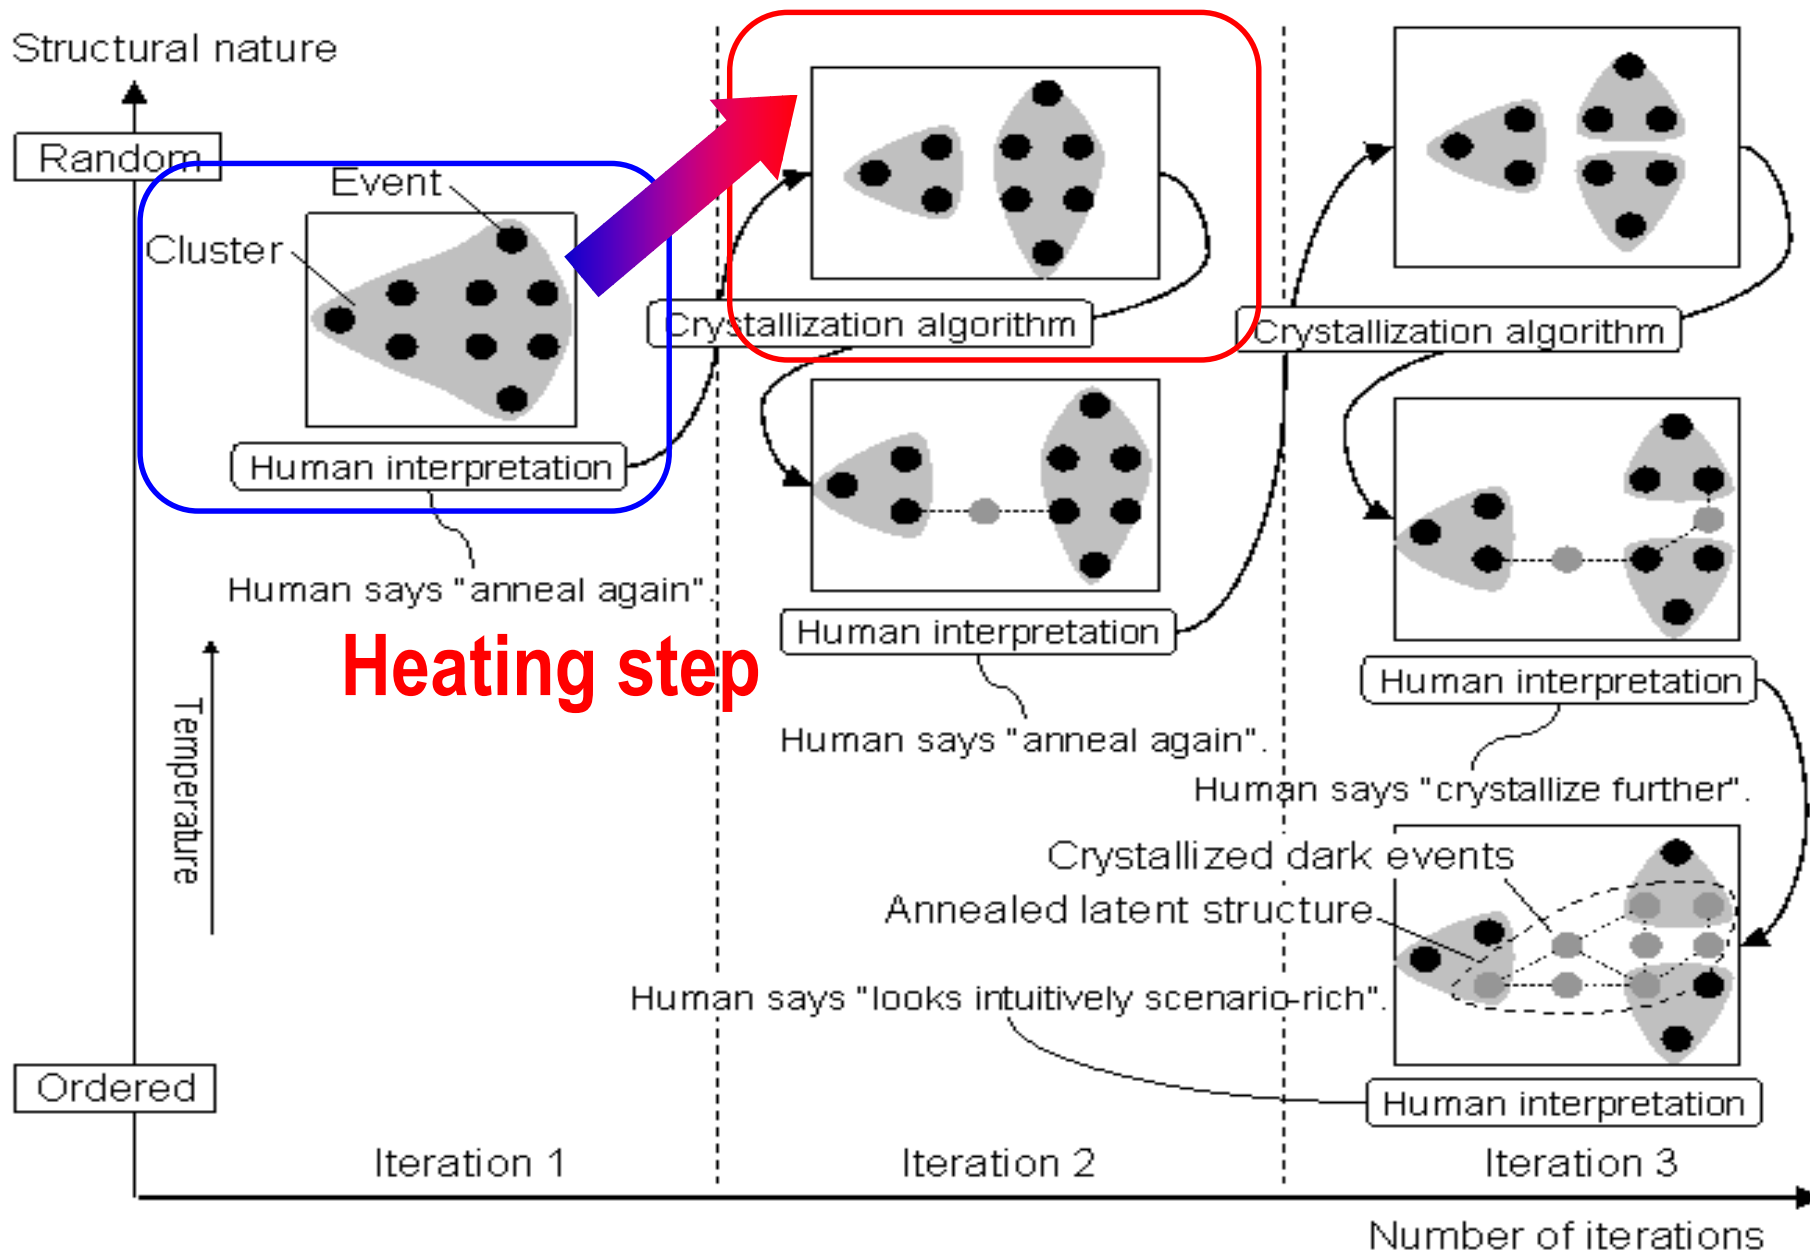 Structural nature
Random
Event
Cluster
Crystallization algorithm
Crystallization algorithm
Human interpretation
Human says "anneal again".
Heating step
Human interpretation
Human interpretation
Temperature
Human says "anneal again".
Human says "crystallize further".
Crystallized dark events
Annealed latent structure
Human says "looks intuitively scenario-rich".
Ordered
Human interpretation
Iteration 1
Iteration 2
Iteration 3
Number of iterations